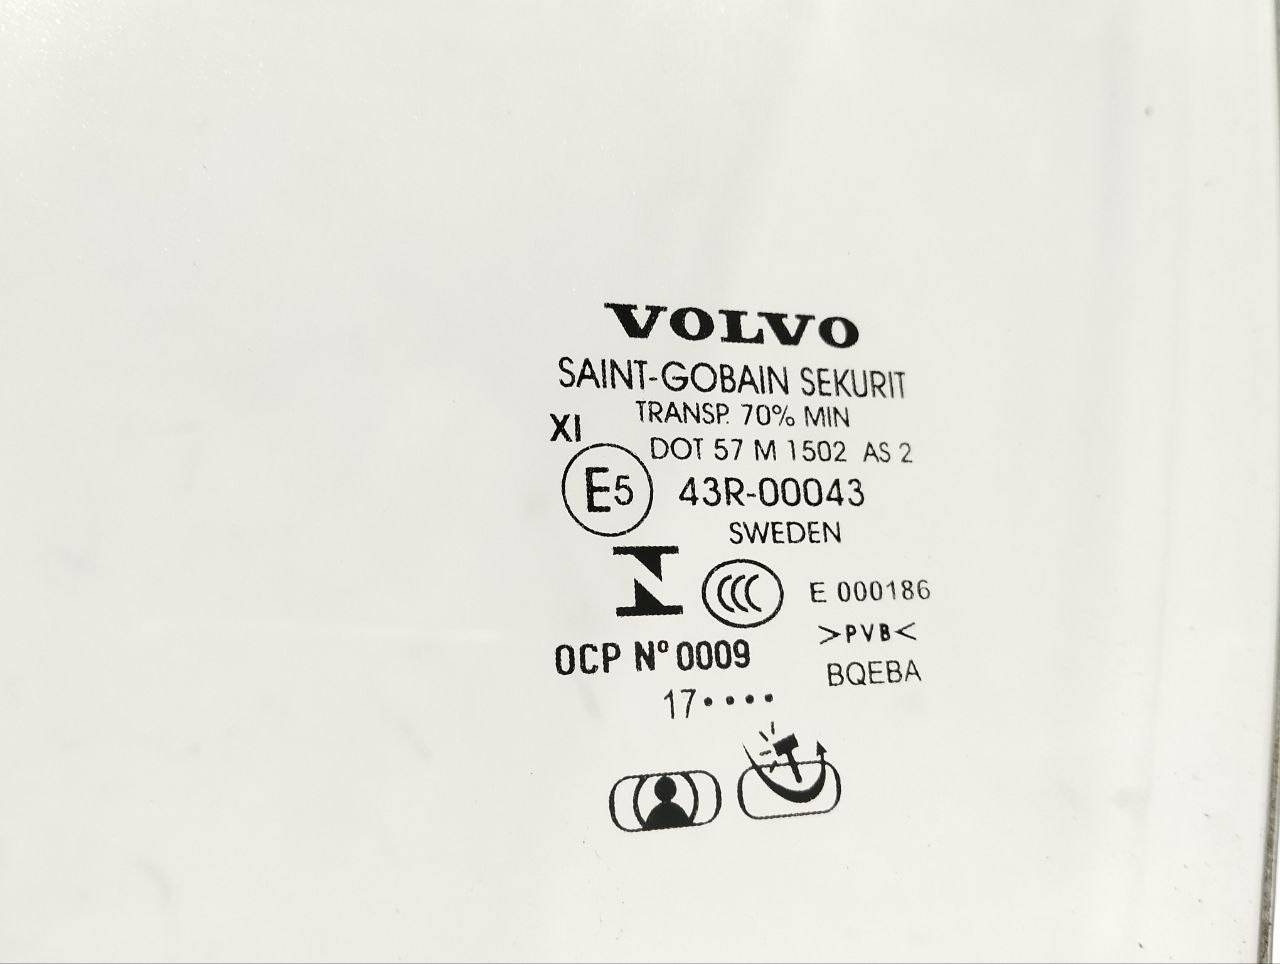 VOLVO
SAINT-GOBAIN SEKURIT
TRANSP. 70% MIN
XI
DOT 57 M 1502 AS 2
E5 43R-00043
SWEDEN
E 000186
>PVB<
OCP Nº 0009
BQEBA
17••••